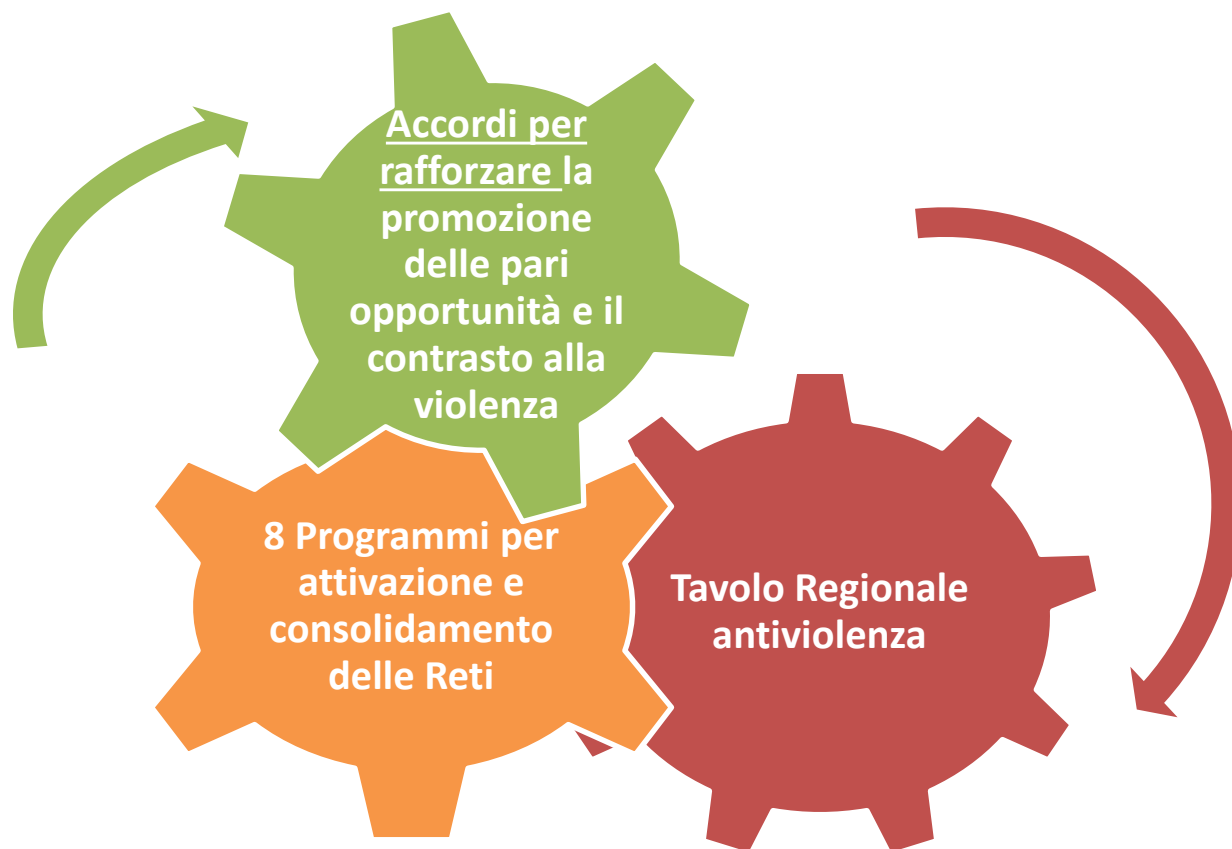 Accordi per
rafforzare la
promozione
delle pari
opportunità e il
contrasto alla
violenza
8 Programmi per
attivazione e
consolidamento
delle Reti
Tavolo Regionale
antiviolenza